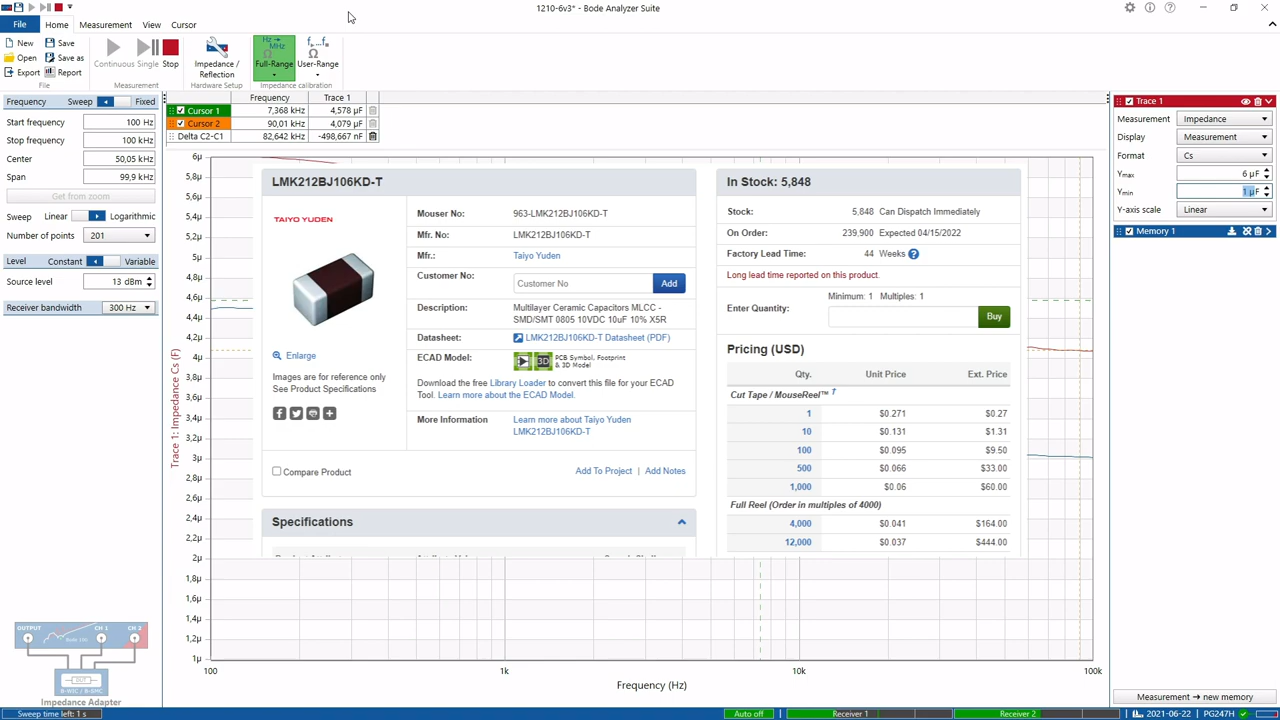 1210-6v3* - Bode Analyzer Suite
File Home Measurement View Cursor
New Save
Open Save as
Export Report
File
Continuous Single Stop
Measurement
Impedance / Reflection
Hardware Setup
Hz→ MHz
Full-Range
User-Range
Impedance calibration
Frequency Sweep Fixed
Start frequency 100 Hz
Stop frequency 100 kHz
Center 50,05 kHz
Span 99,9 kHz
Get from zoom
Sweep Linear Logarithmic
Number of points 201
Level Constant Variable
Source level 13 dBm
Receiver bandwidth 300 Hz
OUTPUT CH 1 CH 2
Bode 100
DUT
B-WIC / B-SMC
Impedance Adapter
Frequency Trace 1
Cursor 1 7,368 kHz 4,578 µF
Cursor 2 90,01 kHz 4,079 µF
Delta C2-C1 82,642 kHz -498,667 nF
Trace 1: Impedance Cs (F)
6µ
5,8µ
5,6µ
5,4µ
5,2µ
5µ
4,8µ
4,6µ
4,4µ
4,2µ
4µ
3,8µ
3,6µ
3,4µ
3,2µ
3µ
2,8µ
2,6µ
2,4µ
2,2µ
2µ
1,8µ
1,6µ
1,4µ
1,2µ
1µ
100 1k 10k 100k
Frequency (Hz)
LMK212BJ106KD-T
TAIYO YUDEN
Enlarge
Images are for reference only
See Product Specifications
Mouser No: 963-LMK212BJ106KD-T
Mfr. No: LMK212BJ106KD-T
Mfr.: Taiyo Yuden
Customer No: Customer No Add
Description: Multilayer Ceramic Capacitors MLCC -
SMD/SMT 0805 10VDC 10uF 10% X5R
Datasheet: LMK212BJ106KD-T Datasheet (PDF)
ECAD Model: 3D PCB Symbol, Footprint
& 3D Model
Download the free Library Loader to convert this file for your ECAD
Tool. Learn more about the ECAD Model.
More Information Learn more about Taiyo Yuden
LMK212BJ106KD-T
Compare Product Add To Project | Add Notes
Specifications
In Stock: 5,848
Stock: 5,848 Can Dispatch Immediately
On Order: 239,900 Expected 04/15/2022
Factory Lead Time: 44 Weeks ?
Long lead time reported on this product.
Minimum: 1 Multiples: 1
Enter Quantity: Buy
Pricing (USD)
Qty. Unit Price Ext. Price
Cut Tape / MouseReel™ †
1 $0.271 $0.27
10 $0.131 $1.31
100 $0.095 $9.50
500 $0.066 $33.00
1,000 $0.06 $60.00
Full Reel (Order in multiples of 4000)
4,000 $0.041 $164.00
12,000 $0.037 $444.00
Trace 1
Measurement Impedance
Display Measurement
Format Cs
Ymax 6 µF
Ymin 1 µF
Y-axis scale Linear
Memory 1
Measurement → new memory
Sweep time left: 1 s Auto off Receiver 1 Receiver 2 2021-06-22 PG247H